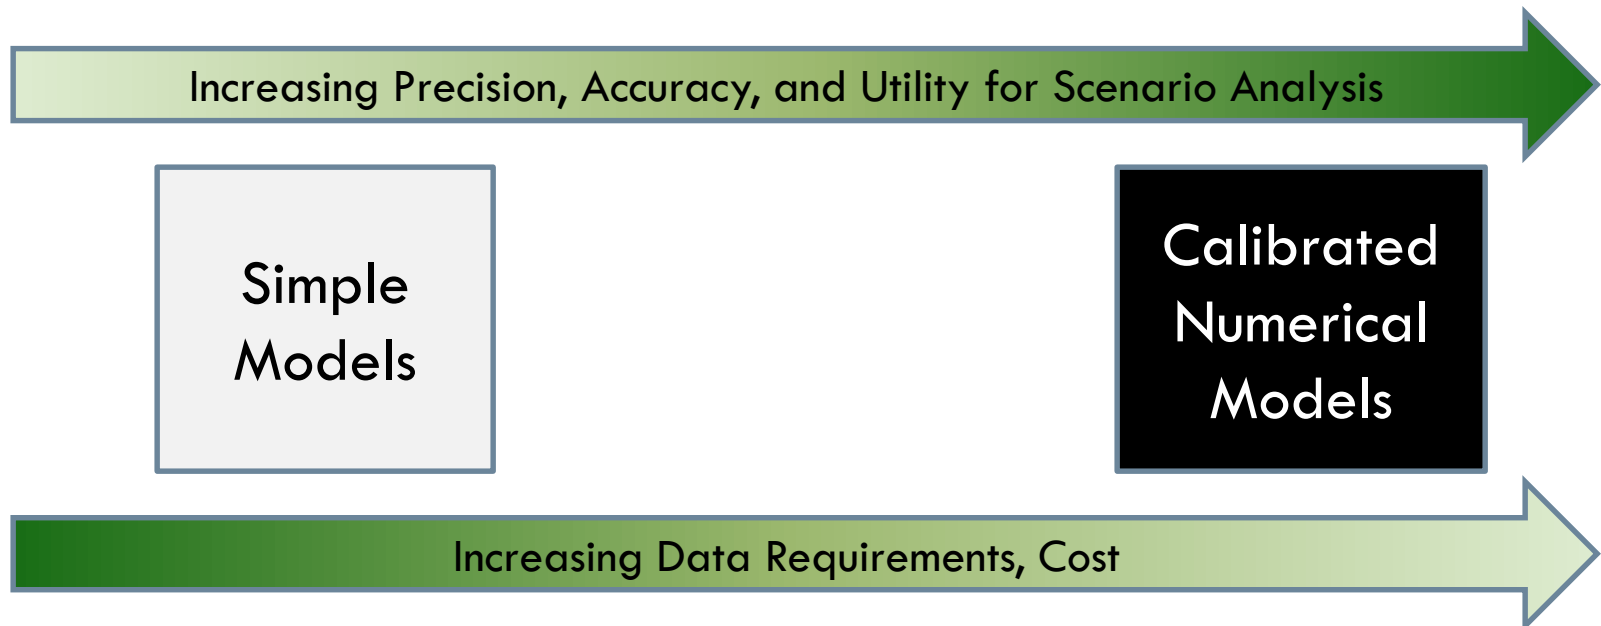 Increasing Precision, Accuracy, and Utility for Scenario Analysis
Simple
Models
Calibrated
Numerical
Models
Increasing Data Requirements, Cost